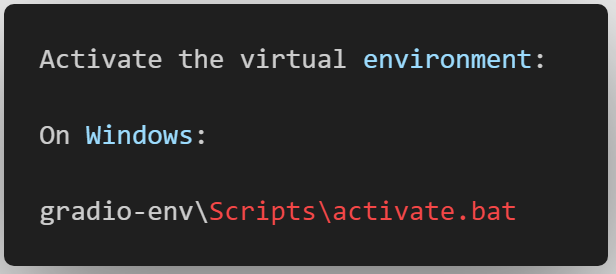 Activate the virtual environment:
On Windows:
gradio-env\Scripts\activate.bat